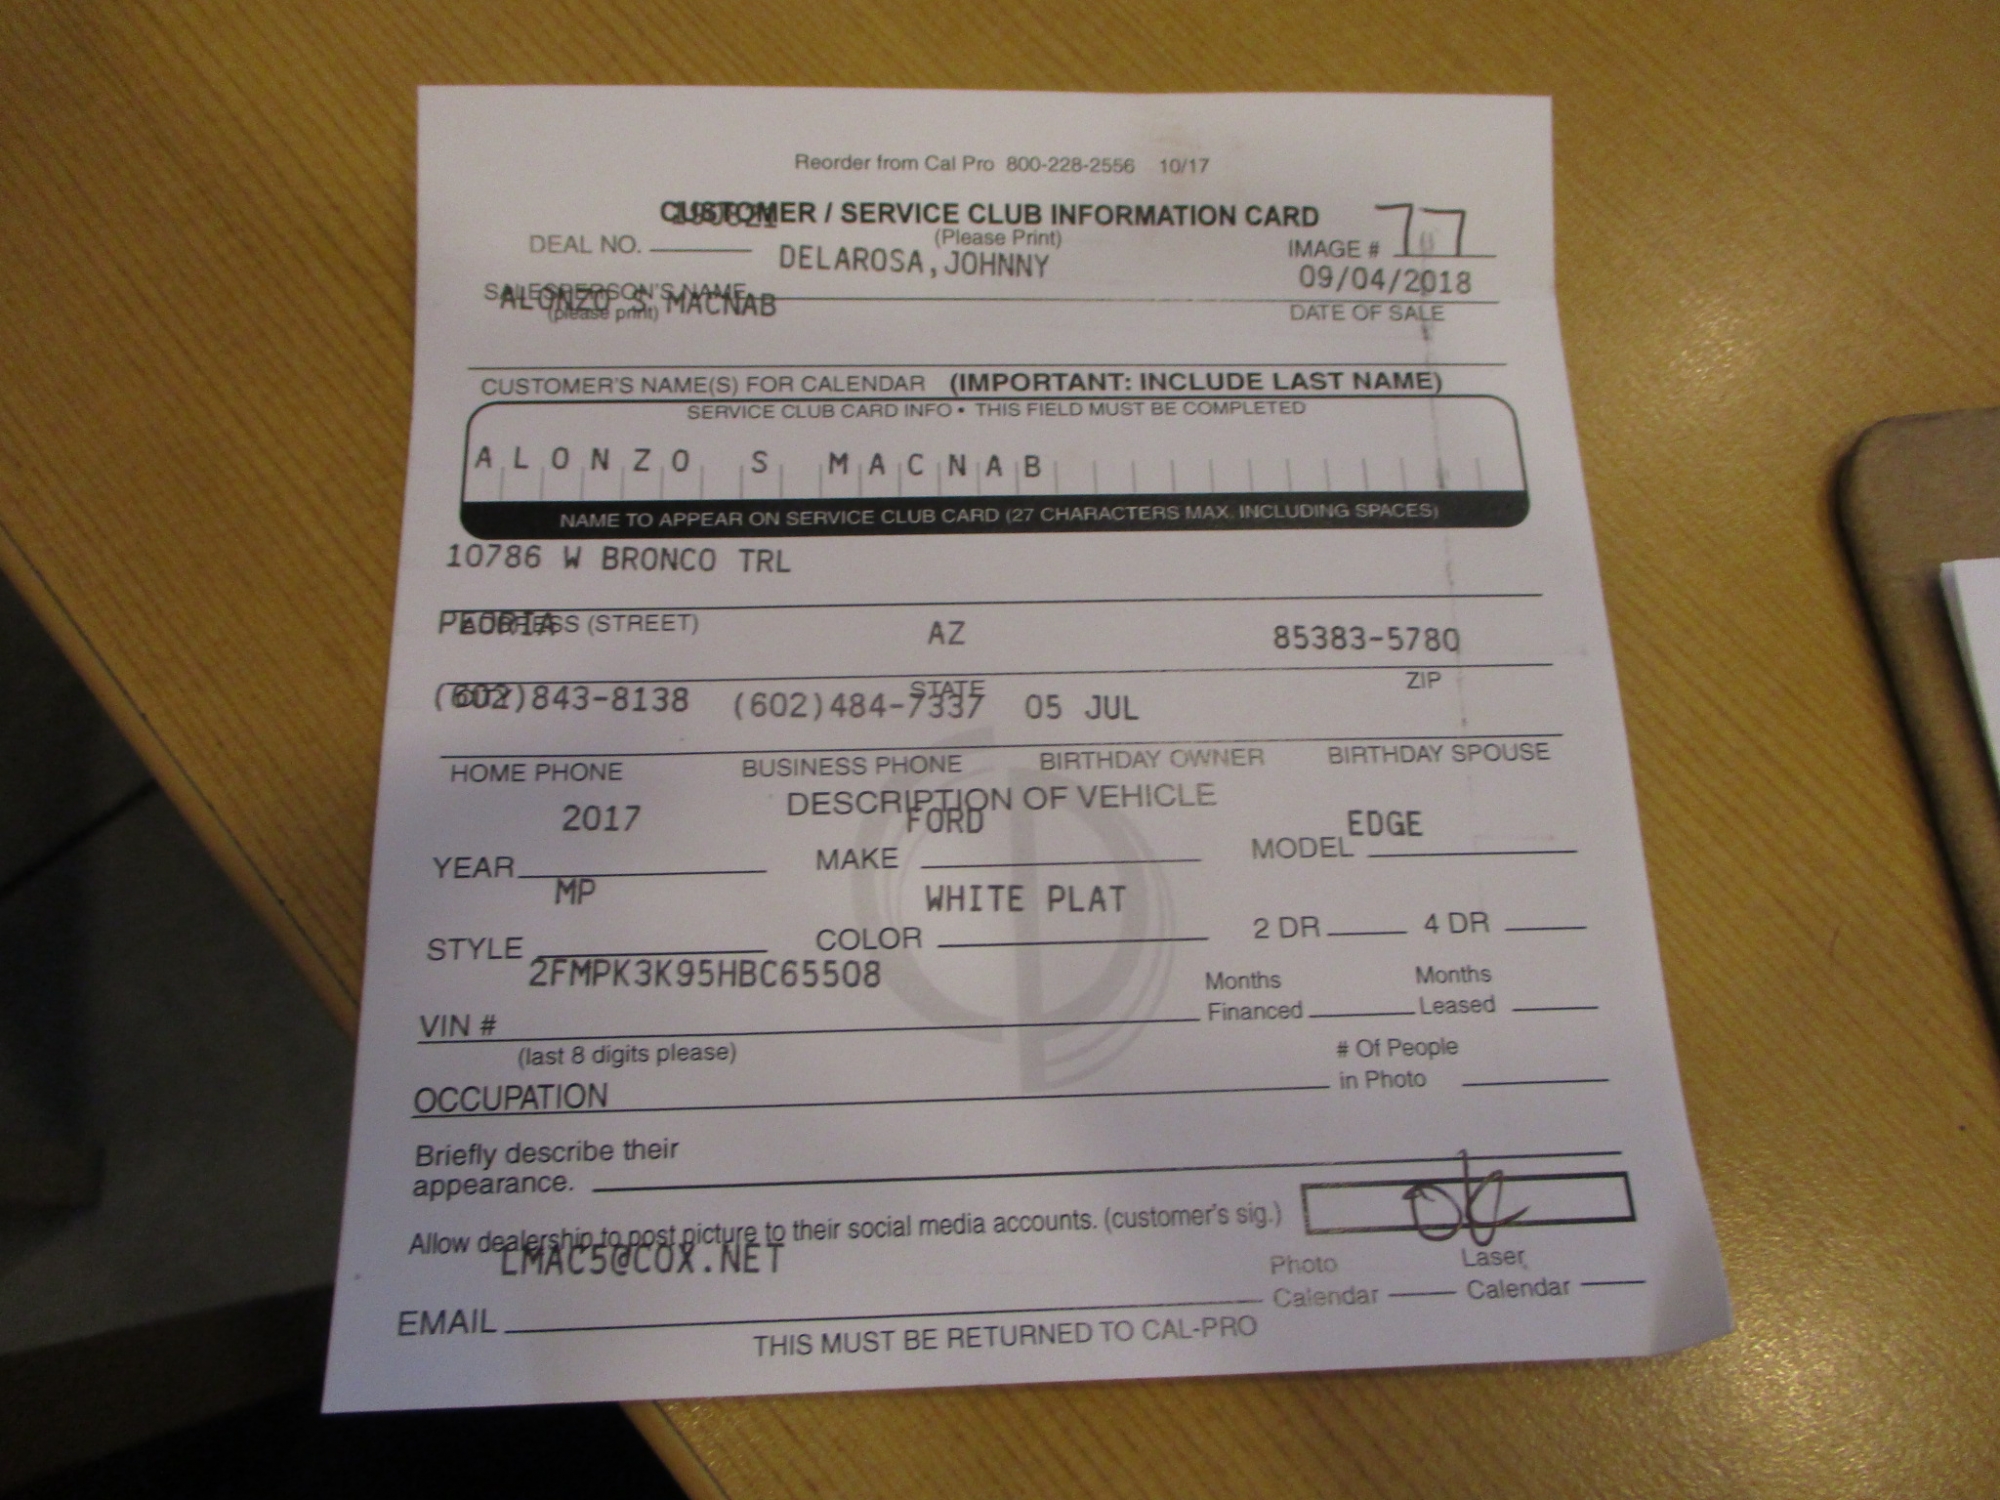 Reorder from Cal Pro 800-228-2556 10/17
CUSTOMER / SERVICE CLUB INFORMATION CARD
(Please Print)
DEAL NO.
IMAGE # 77
DELAROSA,JOHNNY
09/04/2018
SALESPERSON'S NAME
(please print)
DATE OF SALE
ALONZO S MACNAB
CUSTOMER'S NAME(S) FOR CALENDAR (IMPORTANT: INCLUDE LAST NAME)
SERVICE CLUB CARD INFO • THIS FIELD MUST BE COMPLETED
ALONZO S MACNAB
NAME TO APPEAR ON SERVICE CLUB CARD (27 CHARACTERS MAX. INCLUDING SPACES)
10786 W BRONCO TRL
ADDRESS (STREET)
PEORIA AZ 85383-5780
CITY STATE ZIP
(602)843-8138 (602)484-7337 05 JUL
HOME PHONE BUSINESS PHONE BIRTHDAY OWNER BIRTHDAY SPOUSE
DESCRIPTION OF VEHICLE
2017 FORD EDGE
YEAR MAKE MODEL
MP WHITE PLAT
STYLE COLOR 2 DR 4 DR
2FMPK3K95HBC65508
VIN # Months Financed Months Leased
(last 8 digits please)
OCCUPATION # Of People in Photo
Briefly describe their
appearance.
Allow dealership to post picture to their social media accounts. (customer's sig.) ok
LMAC5@COX.NET
EMAIL Photo Calendar Laser Calendar
THIS MUST BE RETURNED TO CAL-PRO